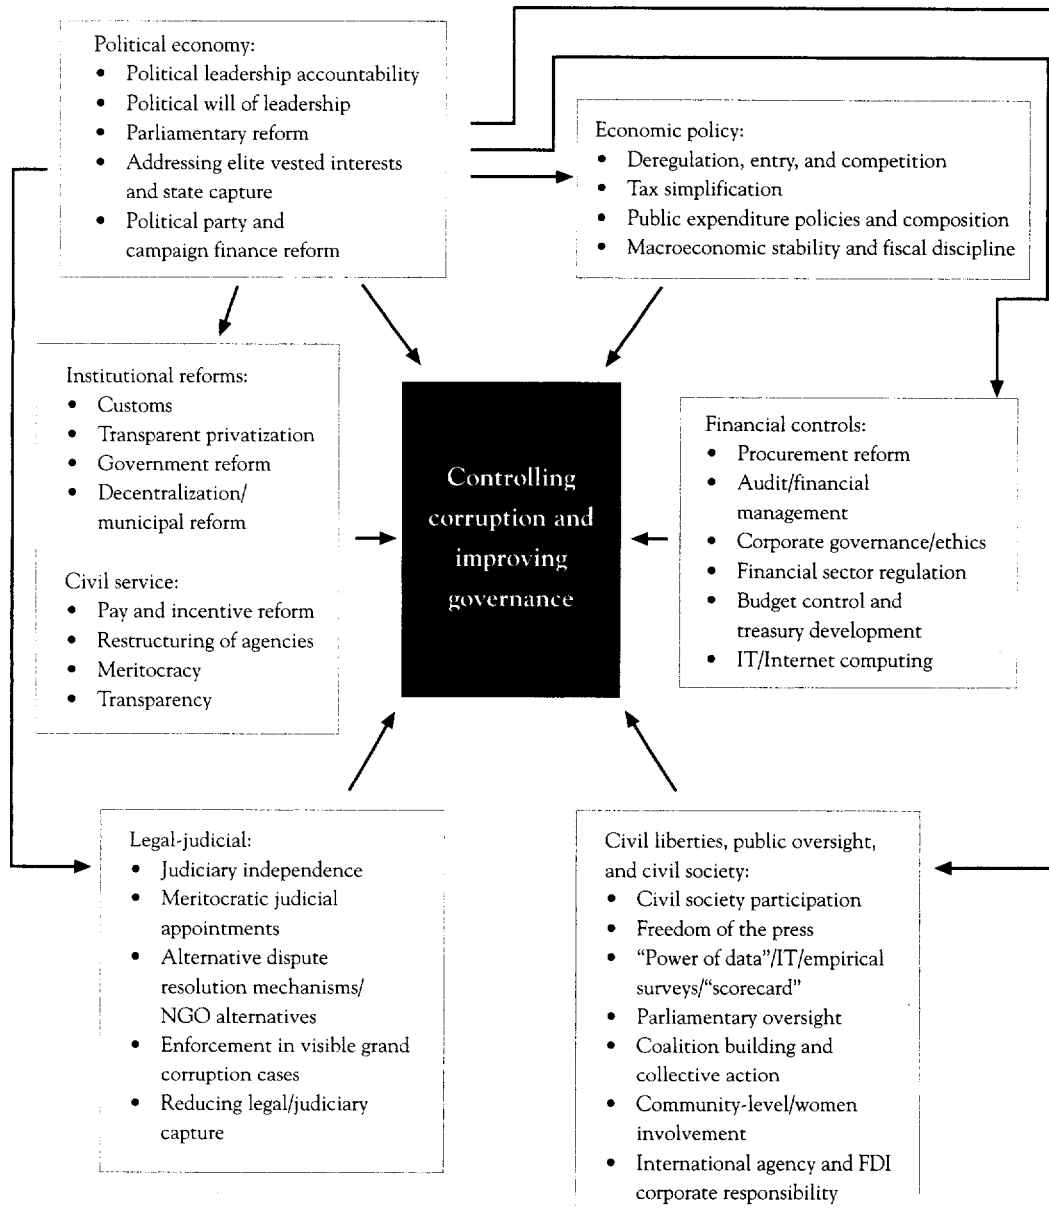 Political economy:
• Political leadership accountability
• Political will of leadership
• Parliamentary reform
• Addressing elite vested interests
and state capture
• Political party and
campaign finance reform
Economic policy:
• Deregulation, entry, and competition
• Tax simplification
• Public expenditure policies and composition
• Macroeconomic stability and fiscal discipline
Institutional reforms:
• Customs
• Transparent privatization
• Government reform
• Decentralization/
municipal reform
Civil service:
• Pay and incentive reform
• Restructuring of agencies
• Meritocracy
• Transparency
Controlling
corruption and
improving
governance
Financial controls:
• Procurement reform
• Audit/financial
management
• Corporate governance/ethics
• Financial sector regulation
• Budget control and
treasury development
• IT/Internet computing
Legal-judicial:
• Judiciary independence
• Meritocratic judicial
appointments
• Alternative dispute
resolution mechanisms/
NGO alternatives
• Enforcement in visible grand
corruption cases
• Reducing legal/judiciary
capture
Civil liberties, public oversight,
and civil society:
• Civil society participation
• Freedom of the press
• “Power of data”/IT/empirical
surveys/“scorecard”
• Parliamentary oversight
• Coalition building and
collective action
• Community-level/women
involvement
• International agency and FDI
corporate responsibility